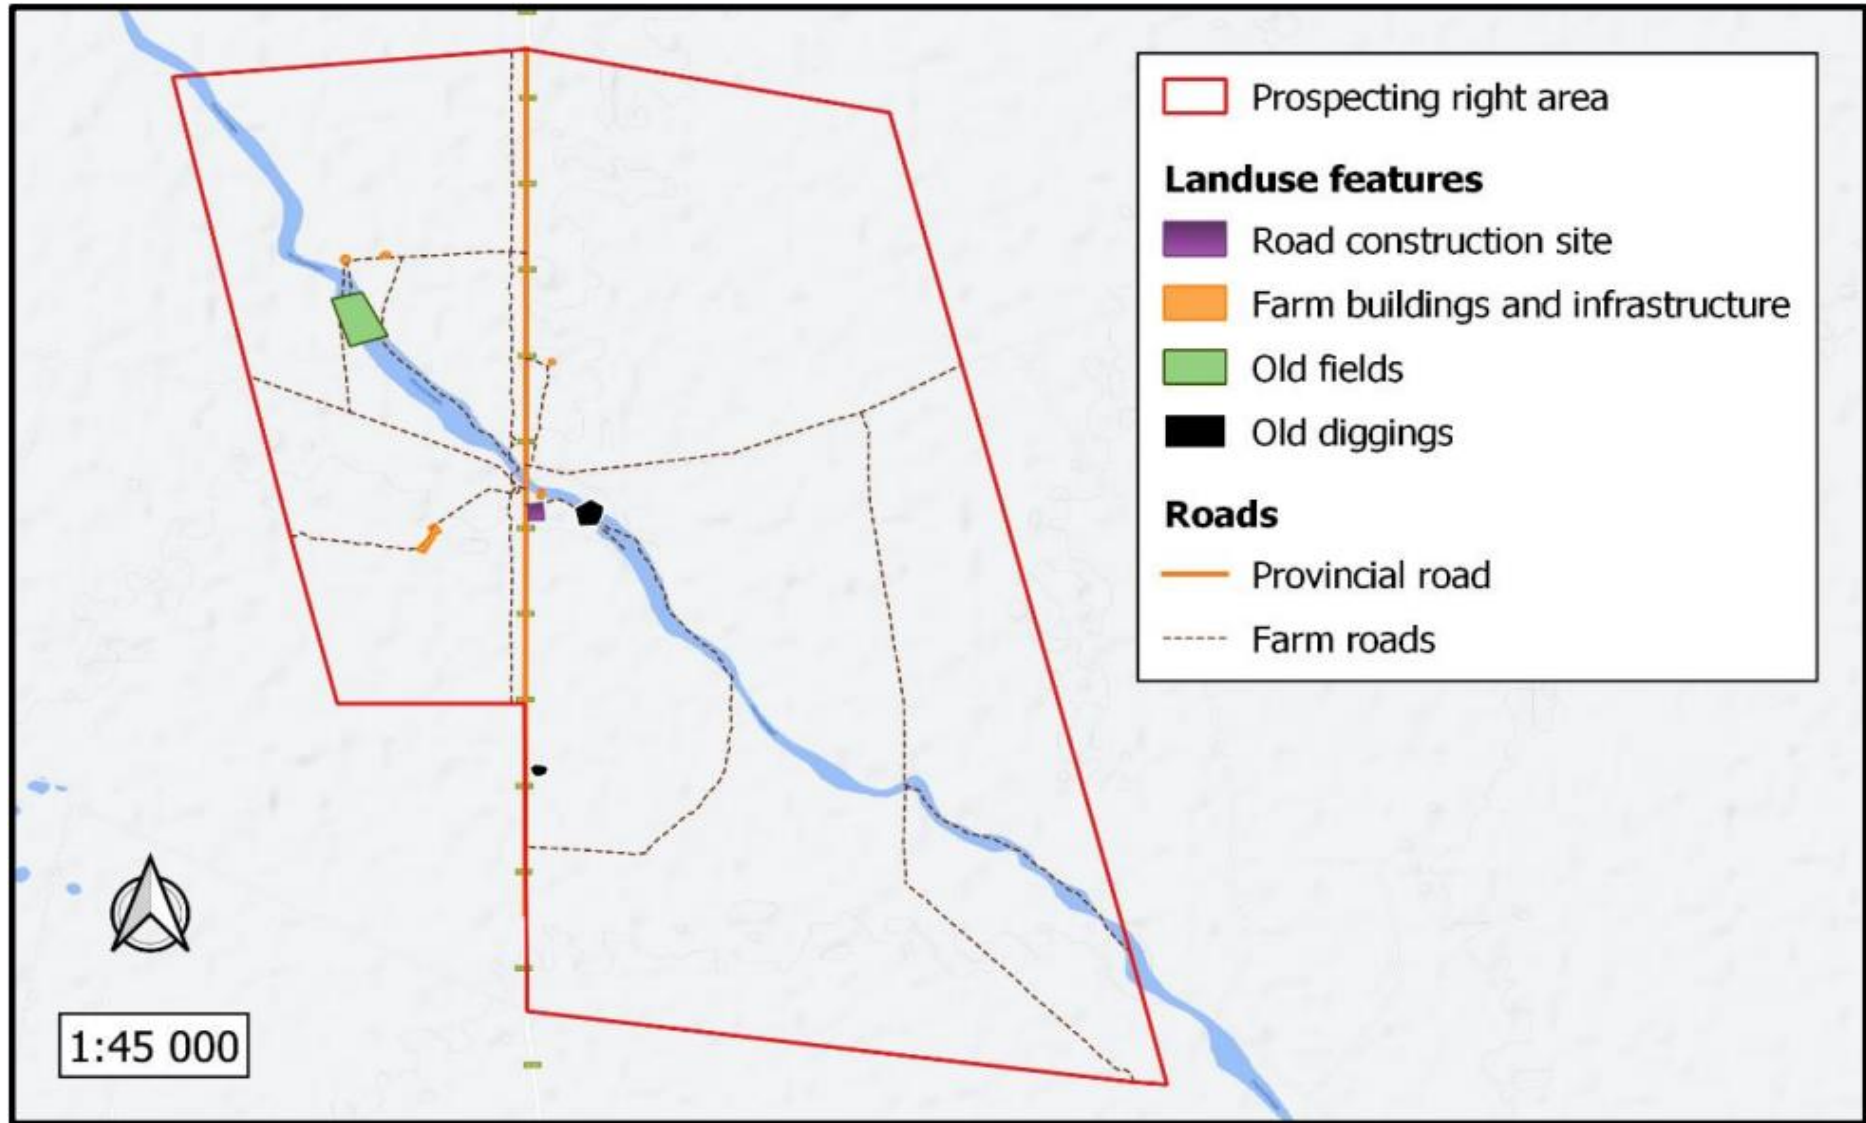 Prospecting right area
Landuse features
Road construction site
Farm buildings and infrastructure
Old fields
Old diggings
Roads
Provincial road
Farm roads
1:45 000